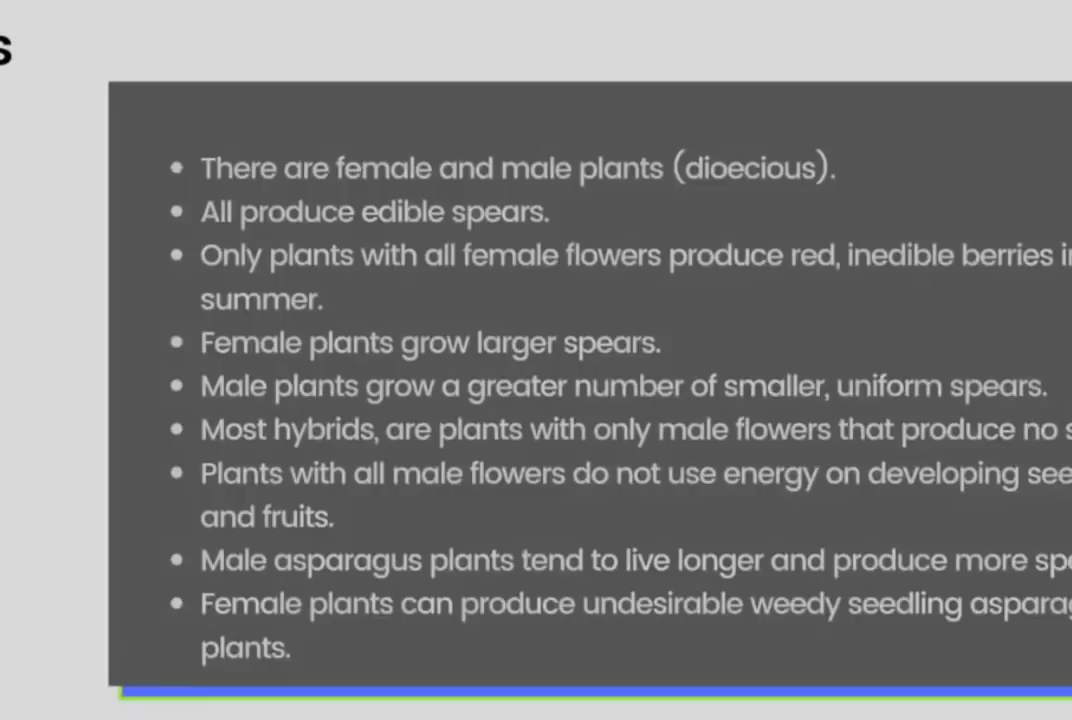 s
• There are female and male plants (dioecious).
• All produce edible spears.
• Only plants with all female flowers produce red, inedible berries
summer.
• Female plants grow larger spears.
• Male plants grow a greater number of smaller, uniform spears.
• Most hybrids, are plants with only male flowers that produce no
• Plants with all male flowers do not use energy on developing
and fruits.
• Male asparagus plants tend to live longer and produce more
• Female plants can produce undesirable weedy seedling
plants.